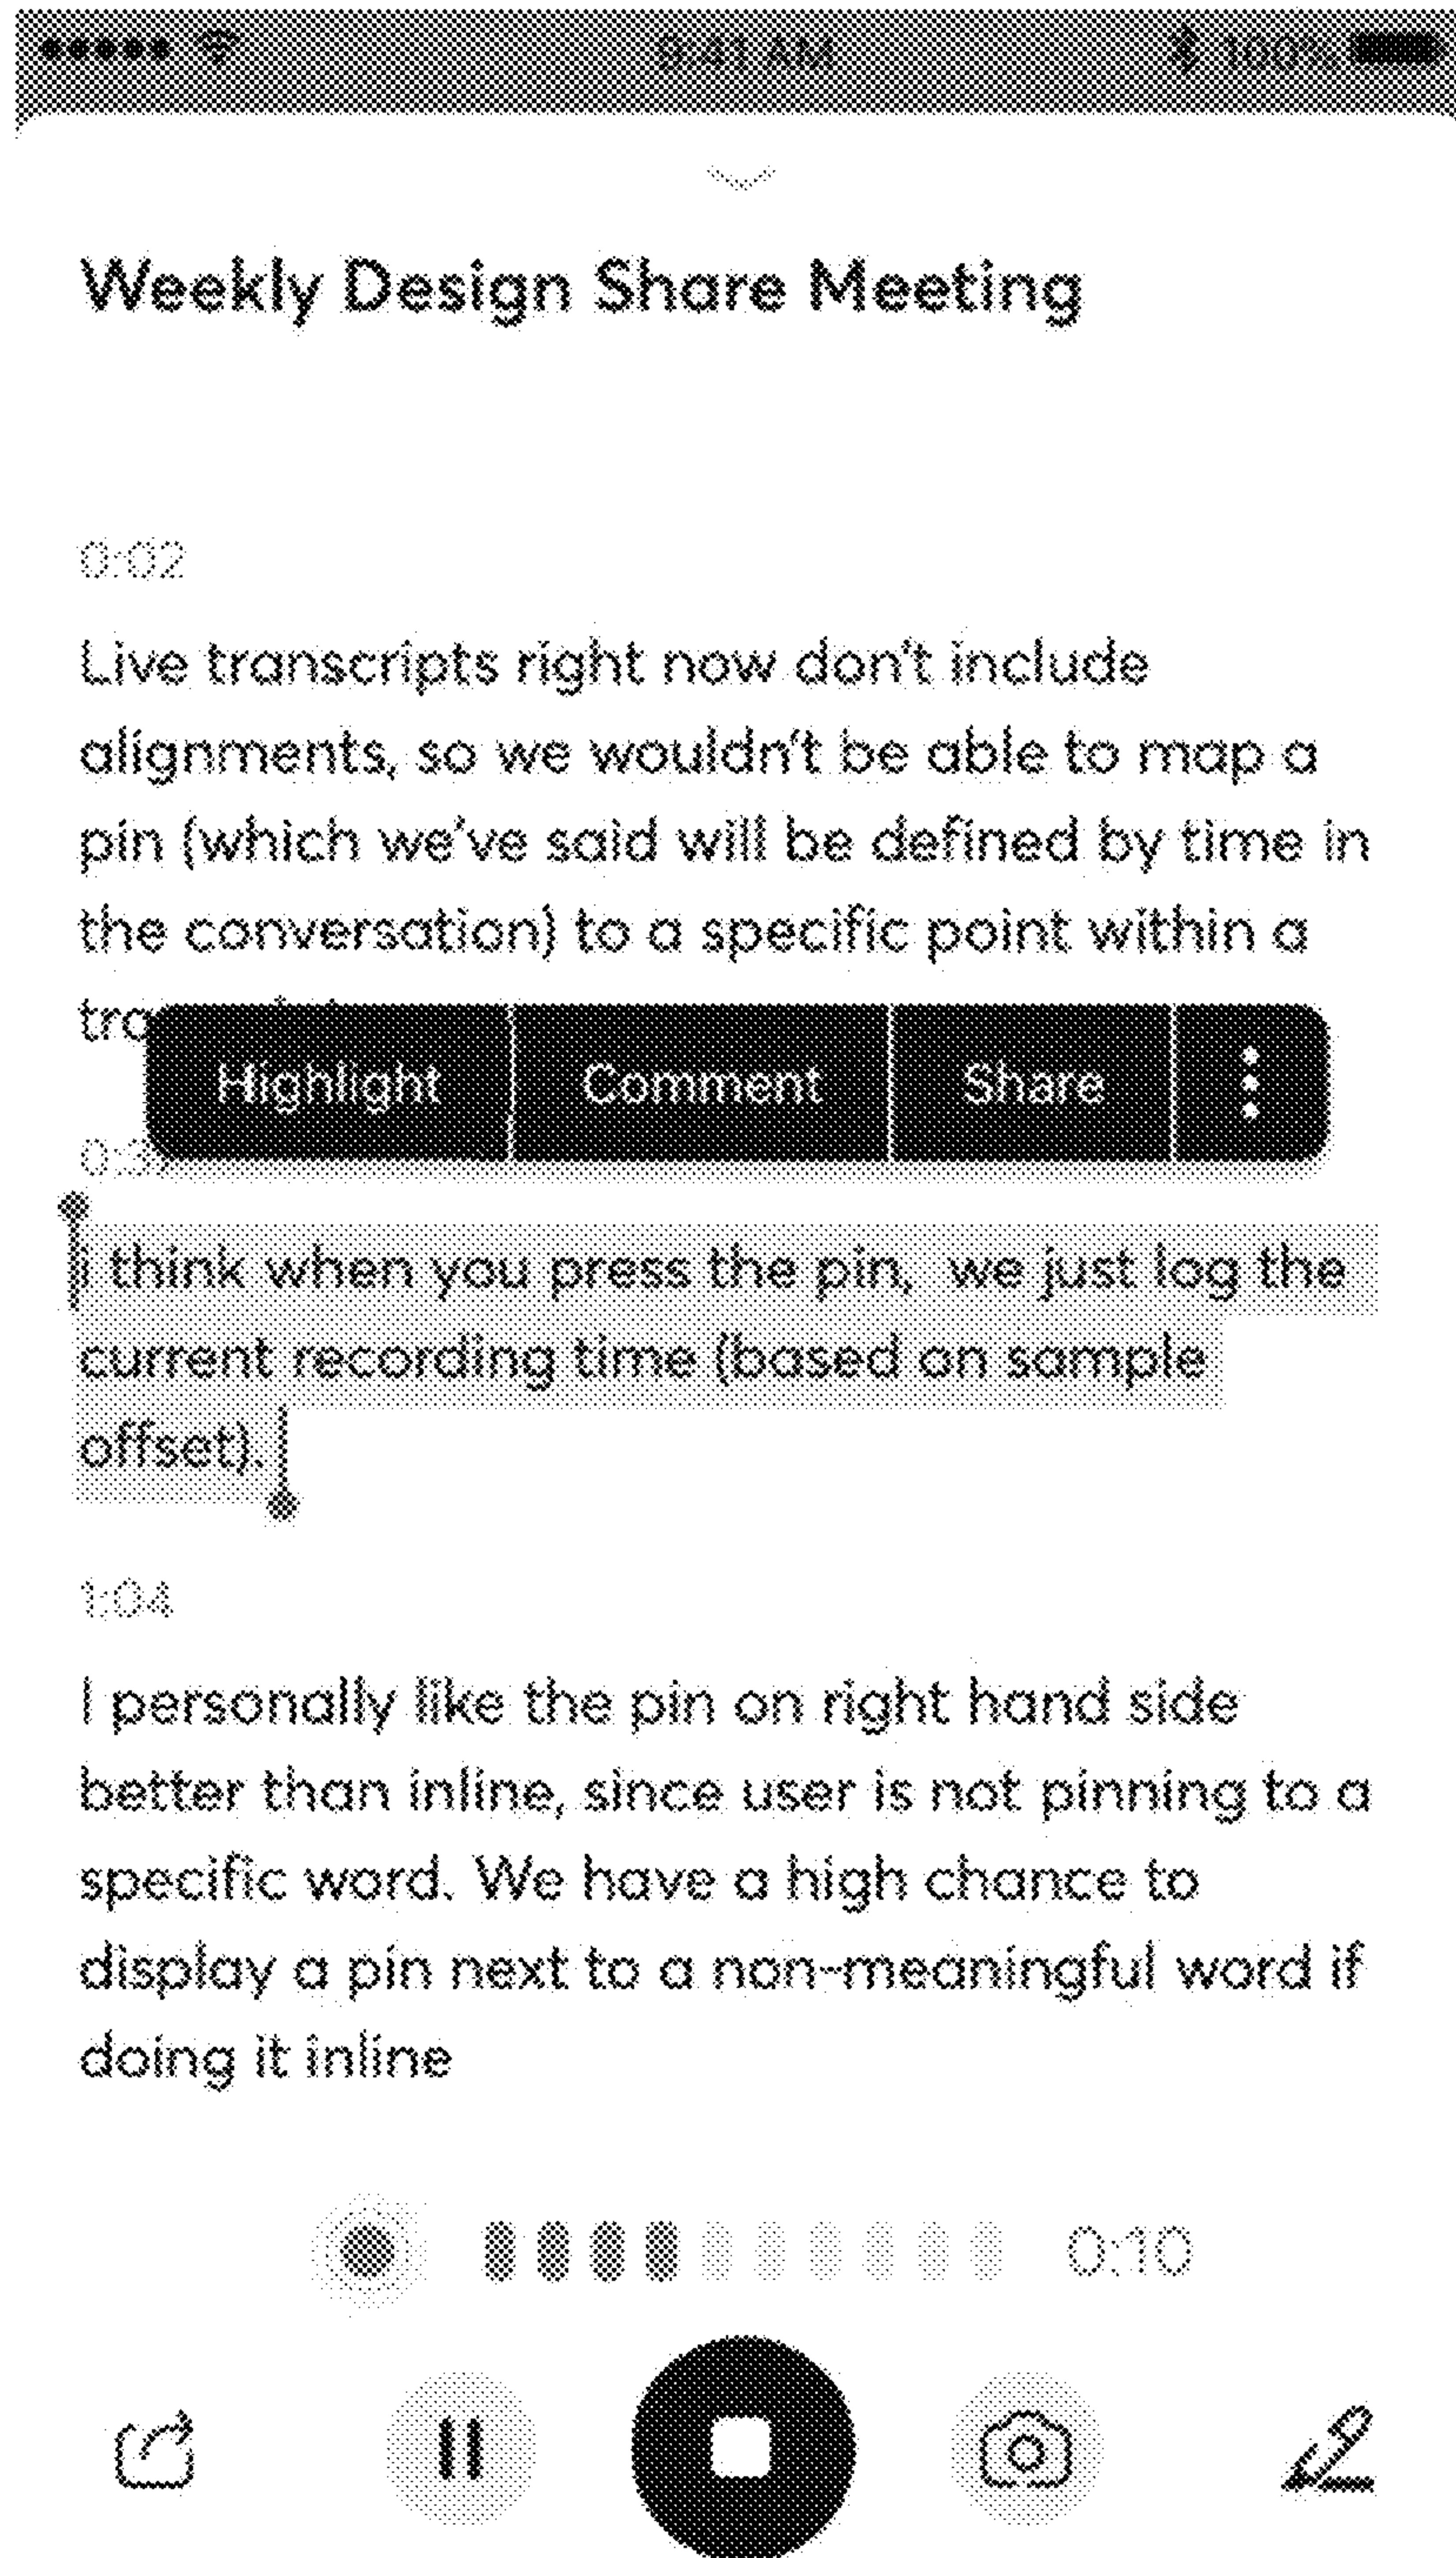 9:41 AM 100%
Weekly Design Share Meeting
0:02
Live transcripts right now don't include
alignments, so we wouldn't be able to map a
pin (which we've said will be defined by time in
the conversation) to a specific point within a
Highlight Comment Share
i think when you press the pin, we just log the
current recording time (based on sample
offset).
1:04
I personally like the pin on right hand side
better than inline, since user is not pinning to a
specific word. We have a high chance to
display a pin next to a non-meaningful word if
doing it inline
0:10